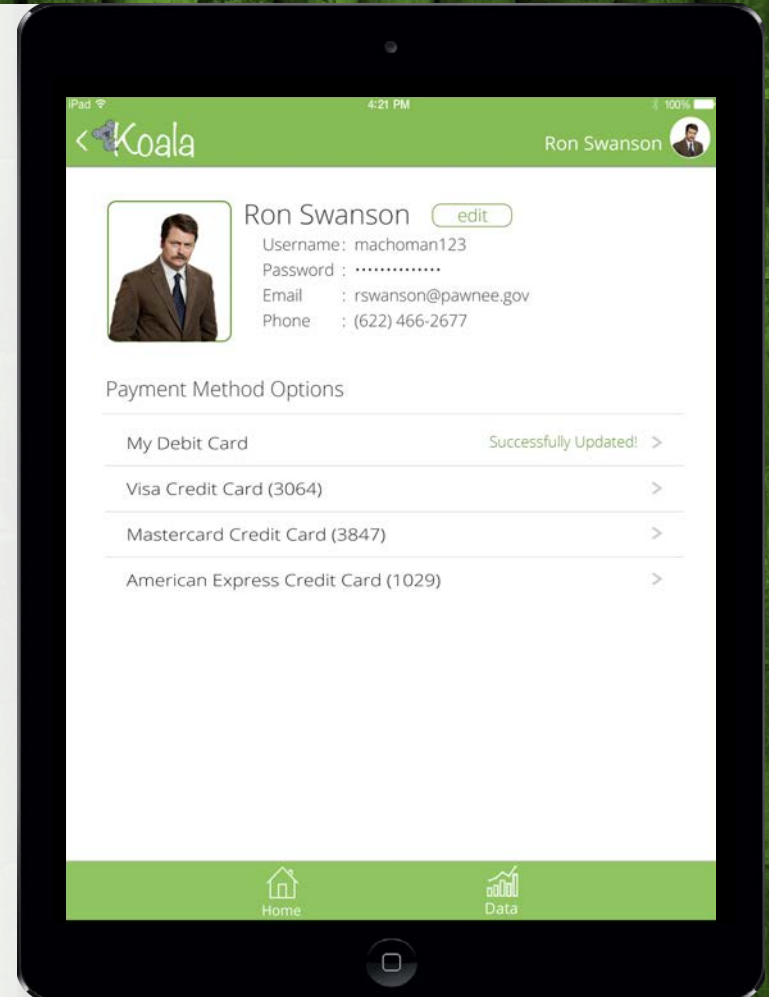 iPad 4:21 PM 100%
< Koala Ron Swanson
Ron Swanson edit
Username: machoman123
Password : ••••••••••••••
Email : rswanson@pawnee.gov
Phone : (622) 466-2677
Payment Method Options
My Debit Card Successfully Updated! >
Visa Credit Card (3064) >
Mastercard Credit Card (3847) >
American Express Credit Card (1029) >
Home Data